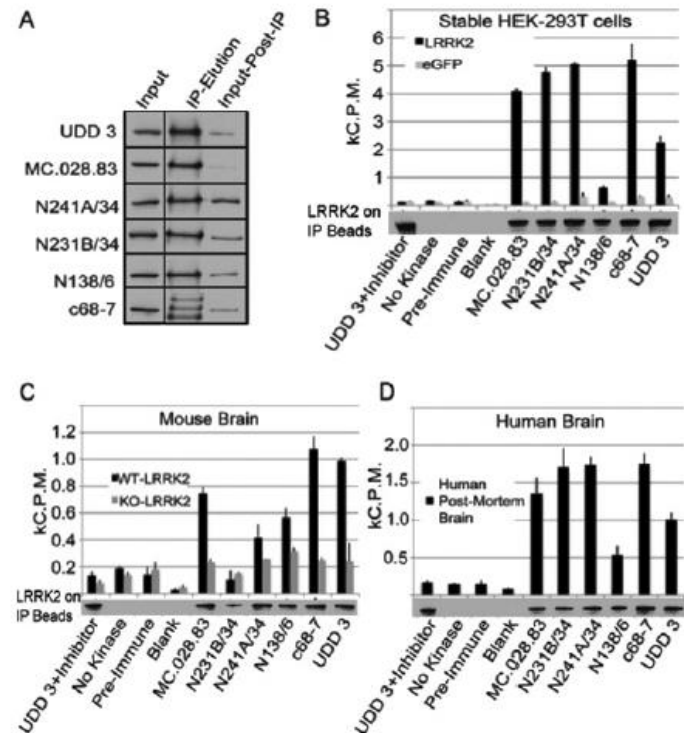 A
Input
IP-Elution
Input-Post-IP
UDD 3
MC.028.83
N241A/34
N231B/34
N138/6
c68-7
B
Stable HEK-293T cells
LRRK2
eGFP
kC.P.M.
6
5
4
3
2
1
LRRK2 on
IP Beads
UDD 3+Inhibitor
No Kinase
Pre-Immune
Blank
MC.028.83
N231B/34
N241A/34
N138/6
c68-7
UDD 3
C
Mouse Brain
WT-LRRK2
KO-LRRK2
kC.P.M.
1.2
1.0
0.8
0.6
0.4
0.2
LRRK2 on
IP Beads
UDD 3+Inhibitor
No Kinase
Pre-Immune
Blank
MC.028.83
N231B/34
N241A/34
N138/6
c68-7
UDD 3
D
Human Brain
Human
Post-Morterm
Brain
kC.P.M.
2.0
1.5
1.0
0.5
UDD 3+Inhibitor
No Kinase
Pre-Immune
Blank
MC.028.83
N231B/34
N241A/34
N138/6
c68-7
UDD 3